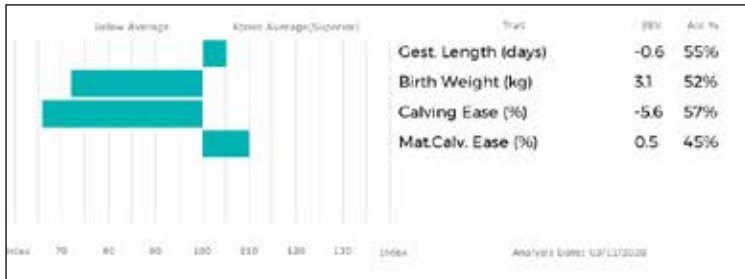 Below Average Above Average(Superior) Trait EBV Acc %
Gest. Length (days) -0.6 55%
Birth Weight (kg) 3.1 52%
Calving Ease (%) -5.6 57%
Mat.Calv. Ease (%) 0.5 45%
Index 70 80 90 100 110 120 130 Index Analysis Date: